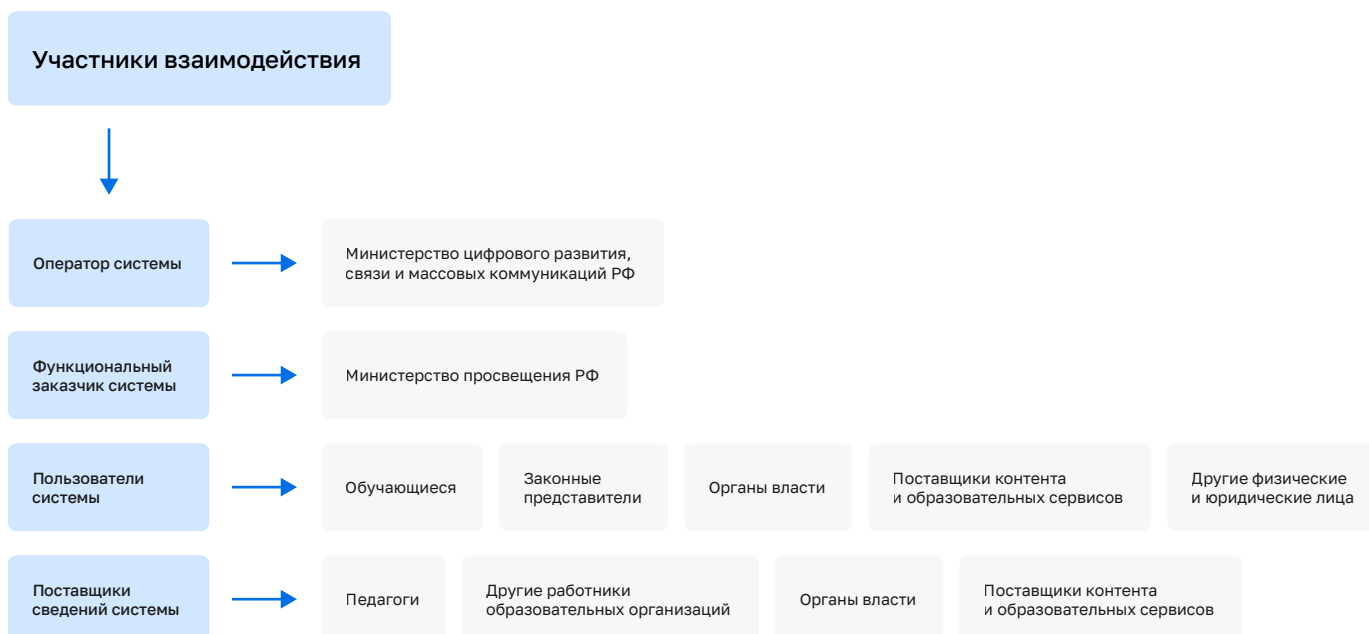 Участники взаимодействия
Оператор системы
Министерство цифрового развития,
связи и массовых коммуникаций РФ
Функциональный
заказчик системы
Министерство просвещения РФ
Пользователи
системы
Обучающиеся
Законные
представители
Органы власти
Поставщики контента
и образовательных сервисов
Другие физические
и юридические лица
Поставщики
сведений системы
Педагоги
Другие работники
образовательных организаций
Органы власти
Поставщики контента
и образовательных сервисов